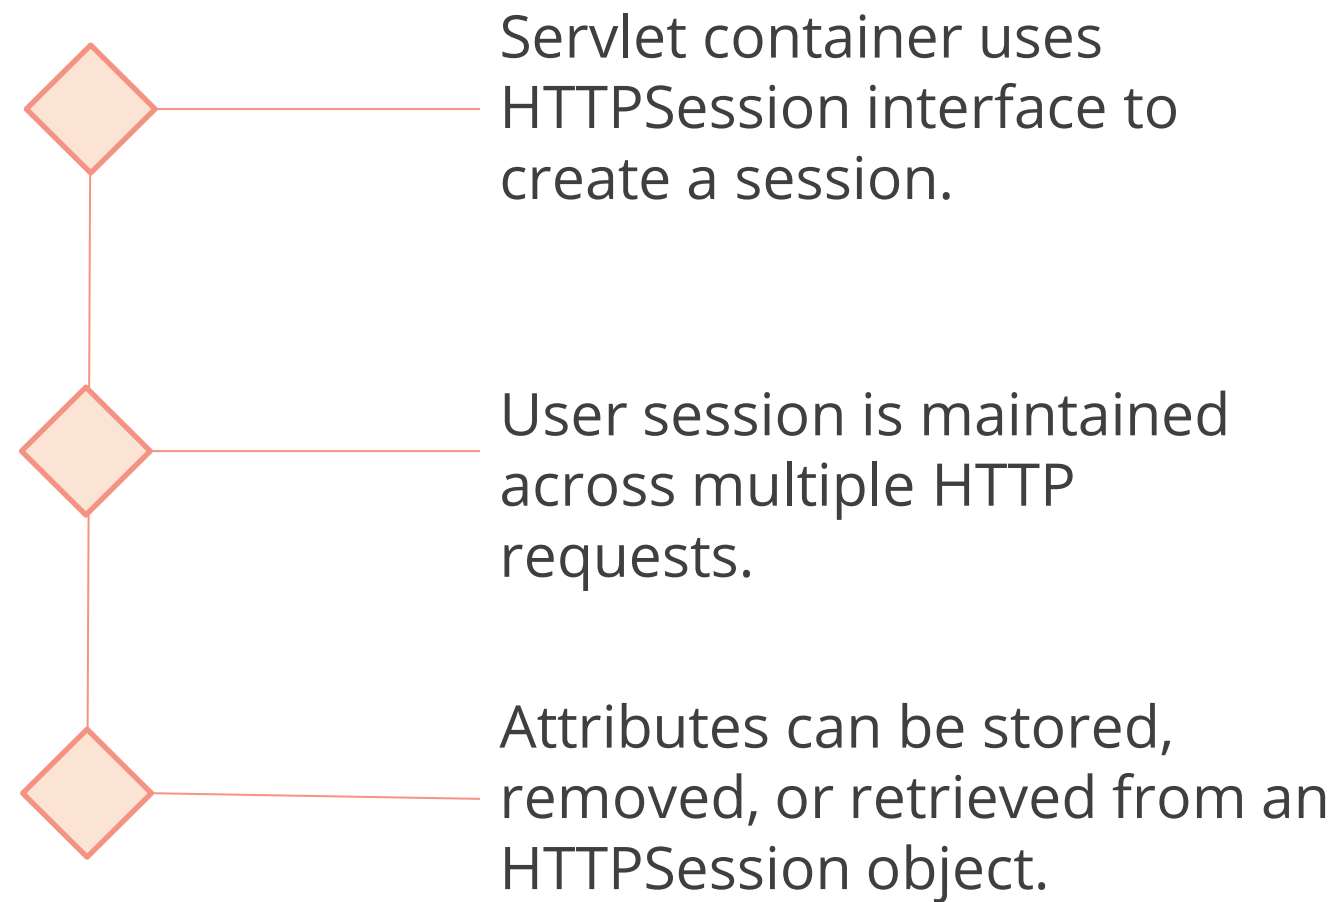 Servlet container uses
HTTPSession interface to
create a session.
User session is maintained
across multiple HTTP
requests.
Attributes can be stored,
removed, or retrieved from an
HTTPSession object.